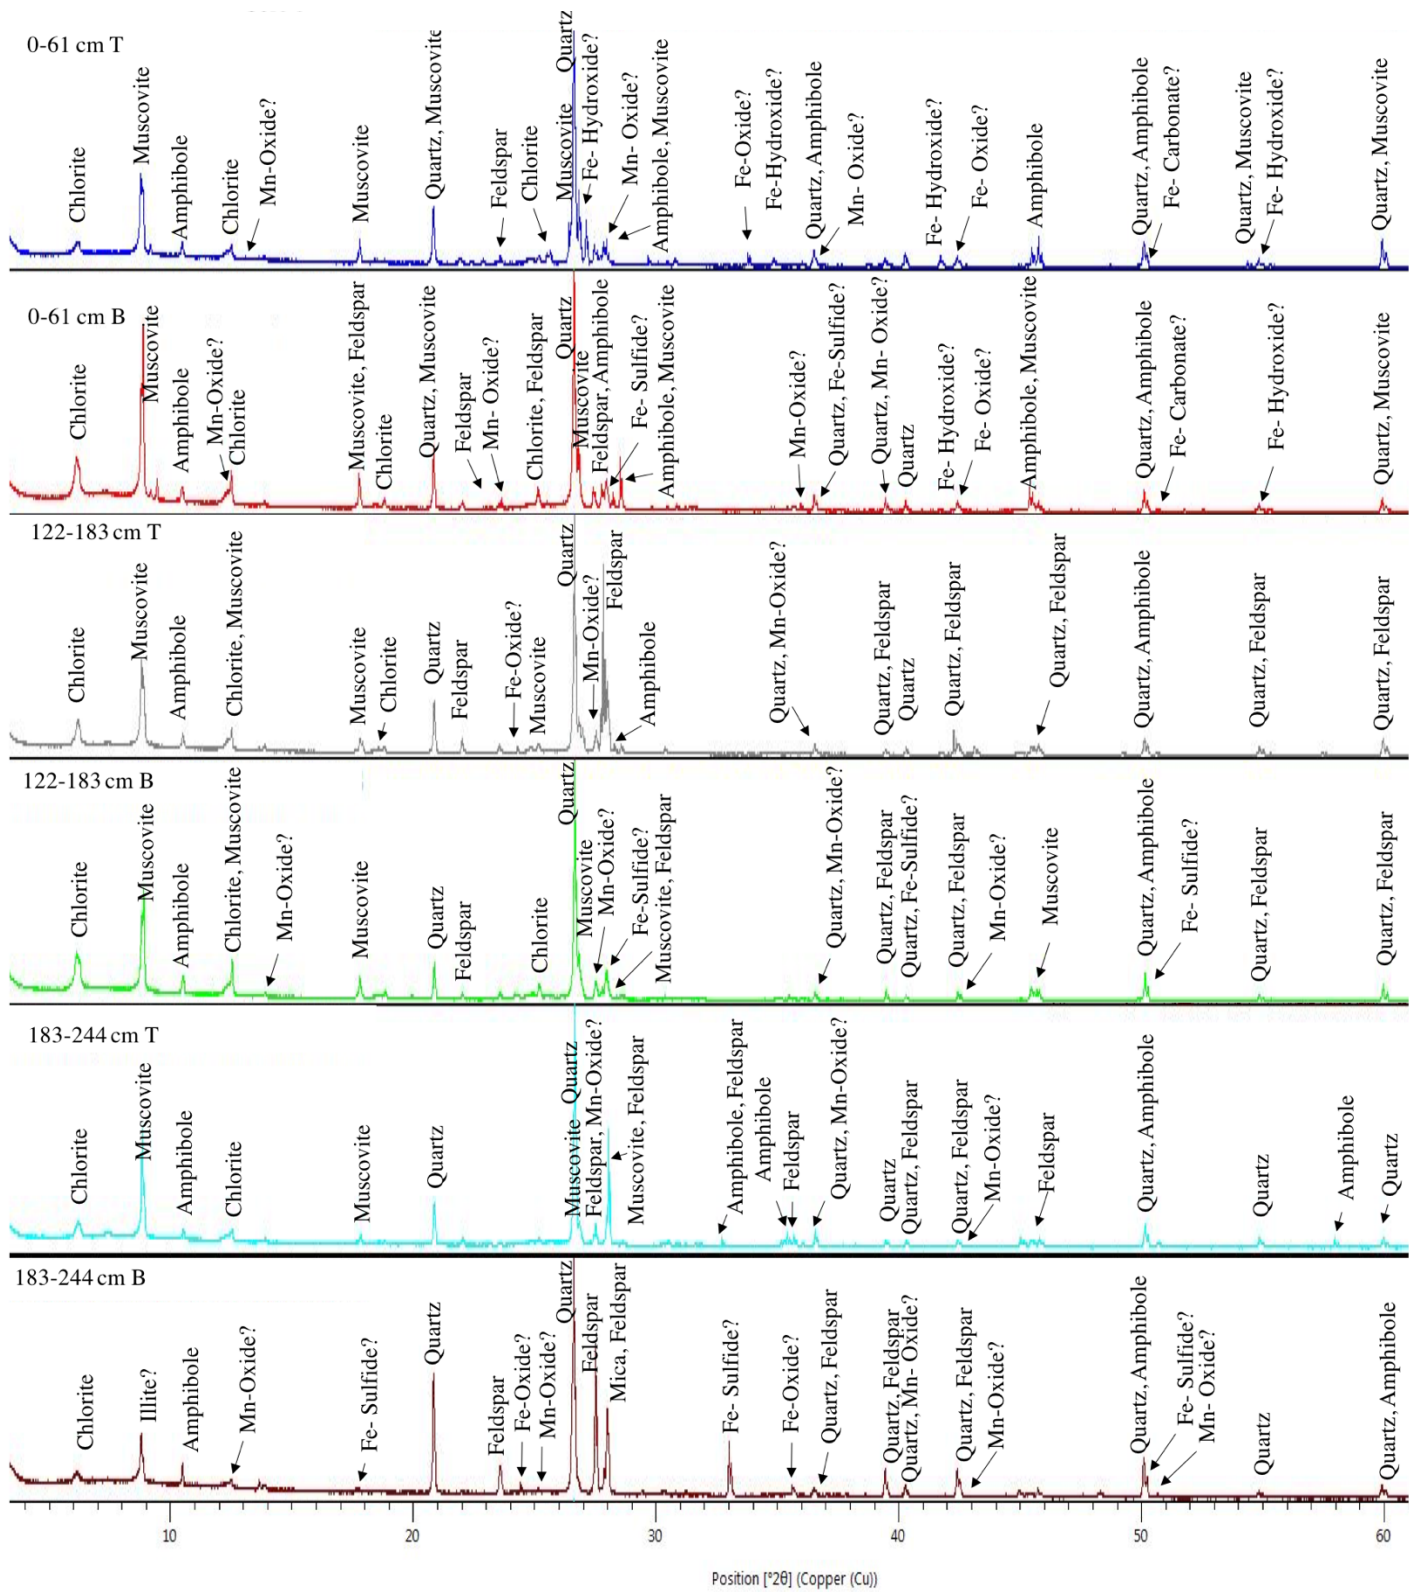 0-61 cm T
Chlorite
Muscovite
Amphibole
Chlorite
Mn-Oxide?
Muscovite
Quartz, Muscovite
Feldspar
Chlorite
Muscovite
Quartz
Fe- Hydroxide?
Mn- Oxide?
Amphibole, Muscovite
Fe-Oxide?
Fe-Hydroxide?
Quartz, Amphibole
Mn- Oxide?
Fe- Hydroxide?
Fe- Oxide?
Amphibole
Quartz, Amphibole
Fe- Carbonate?
Quartz, Muscovite
Fe- Hydroxide?
Quartz, Muscovite
0-61 cm B
Chlorite
Muscovite
Amphibole
Mn-Oxide?
Chlorite
Muscovite, Feldspar
Chlorite
Quartz, Muscovite
Feldspar
Mn- Oxide?
Chlorite, Feldspar
Quartz
Muscovite
Feldspar, Amphibole
Fe- Sulfide?
Amphibole, Muscovite
Mn-Oxide?
Quartz, Fe-Sulfide?
Quartz, Mn- Oxide?
Quartz
Fe- Hydroxide?
Fe- Oxide?
Amphibole, Muscovite
Quartz, Amphibole
Fe- Carbonate?
Fe- Hydroxide?
Quartz, Muscovite
122-183 cm T
Chlorite
Muscovite
Amphibole
Chlorite, Muscovite
Muscovite
Chlorite
Quartz
Feldspar
Fe-Oxide?
Muscovite
Quartz
Mn-Oxide?
Feldspar
Amphibole
Quartz, Mn-Oxide?
Quartz, Feldspar
Quartz
Quartz, Feldspar
Quartz, Feldspar
Quartz, Amphibole
Quartz, Feldspar
Quartz, Feldspar
122-183 cm B
Chlorite
Muscovite
Amphibole
Chlorite, Muscovite
Mn-Oxide?
Muscovite
Quartz
Feldspar
Chlorite
Quartz
Muscovite
Mn-Oxide?
Fe-Sulfide?
Muscovite, Feldspar
Quartz, Mn-Oxide?
Quartz, Feldspar
Quartz, Fe-Sulfide?
Quartz, Feldspar
Mn-Oxide?
Muscovite
Quartz, Amphibole
Fe- Sulfide?
Quartz, Feldspar
Quartz, Feldspar
183-244 cm T
Chlorite
Muscovite
Amphibole
Chlorite
Muscovite
Quartz
Muscovite
Quartz
Feldspar, Mn-Oxide?
Muscovite, Feldspar
Amphibole, Feldspar
Amphibole
Feldspar
Quartz, Mn-Oxide?
Quartz
Quartz, Feldspar
Quartz, Feldspar
Mn-Oxide?
Feldspar
Quartz, Amphibole
Quartz
Amphibole
Quartz
183-244 cm B
Chlorite
Illite?
Amphibole
Mn-Oxide?
Fe- Sulfide?
Quartz
Feldspar
Fe-Oxide?
Mn-Oxide?
Quartz
Feldspar
Mica, Feldspar
Fe- Sulfide?
Fe-Oxide?
Quartz, Feldspar
Quartz, Feldspar
Quartz, Mn- Oxide?
Quartz, Feldspar
Mn-Oxide?
Quartz, Amphibole
Fe- Sulfide?
Mn- Oxide?
Quartz
Quartz, Amphibole
10 20 30 40 50 60
Position [°2θ] (Copper (Cu))